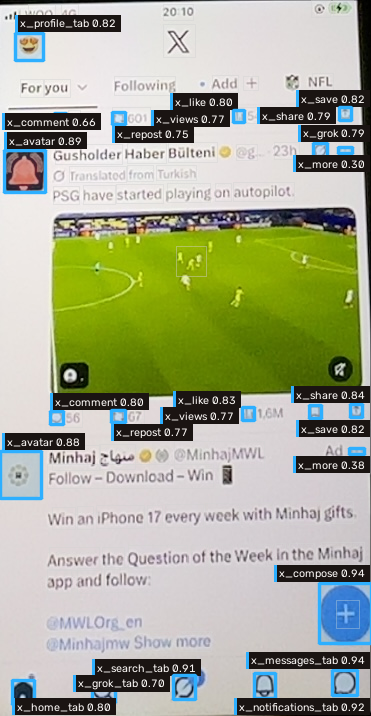 WOO 4G 20:10
x_profile_tab 0.82
For you Following Add + NFL
x_like 0.80
x_save 0.82
x_comment 0.66
601
x_views 0.77
x_share 0.79
x_repost 0.75
x_grok 0.79
x_avatar 0.89
x_more 0.30
Gusholder Haber Bülteni @g... · 23h
Translated from Turkish
PSG have started playing on autopilot.
x_comment 0.80
x_like 0.83
x_share 0.84
56 67 1,6M
x_views 0.77
x_save 0.82
x_repost 0.77
x_avatar 0.88
x_more 0.38
Minhaj منهاج @MinhajMWL Ad
Follow – Download – Win
Win an iPhone 17 every week with Minhaj gifts.
Answer the Question of the Week in the Minhaj
app and follow:
x_compose 0.94
@MWLOrg_en
@Minhajmw Show more
x_search_tab 0.91
x_messages_tab 0.94
x_grok_tab 0.70
x_home_tab 0.80
x_notifications_tab 0.92